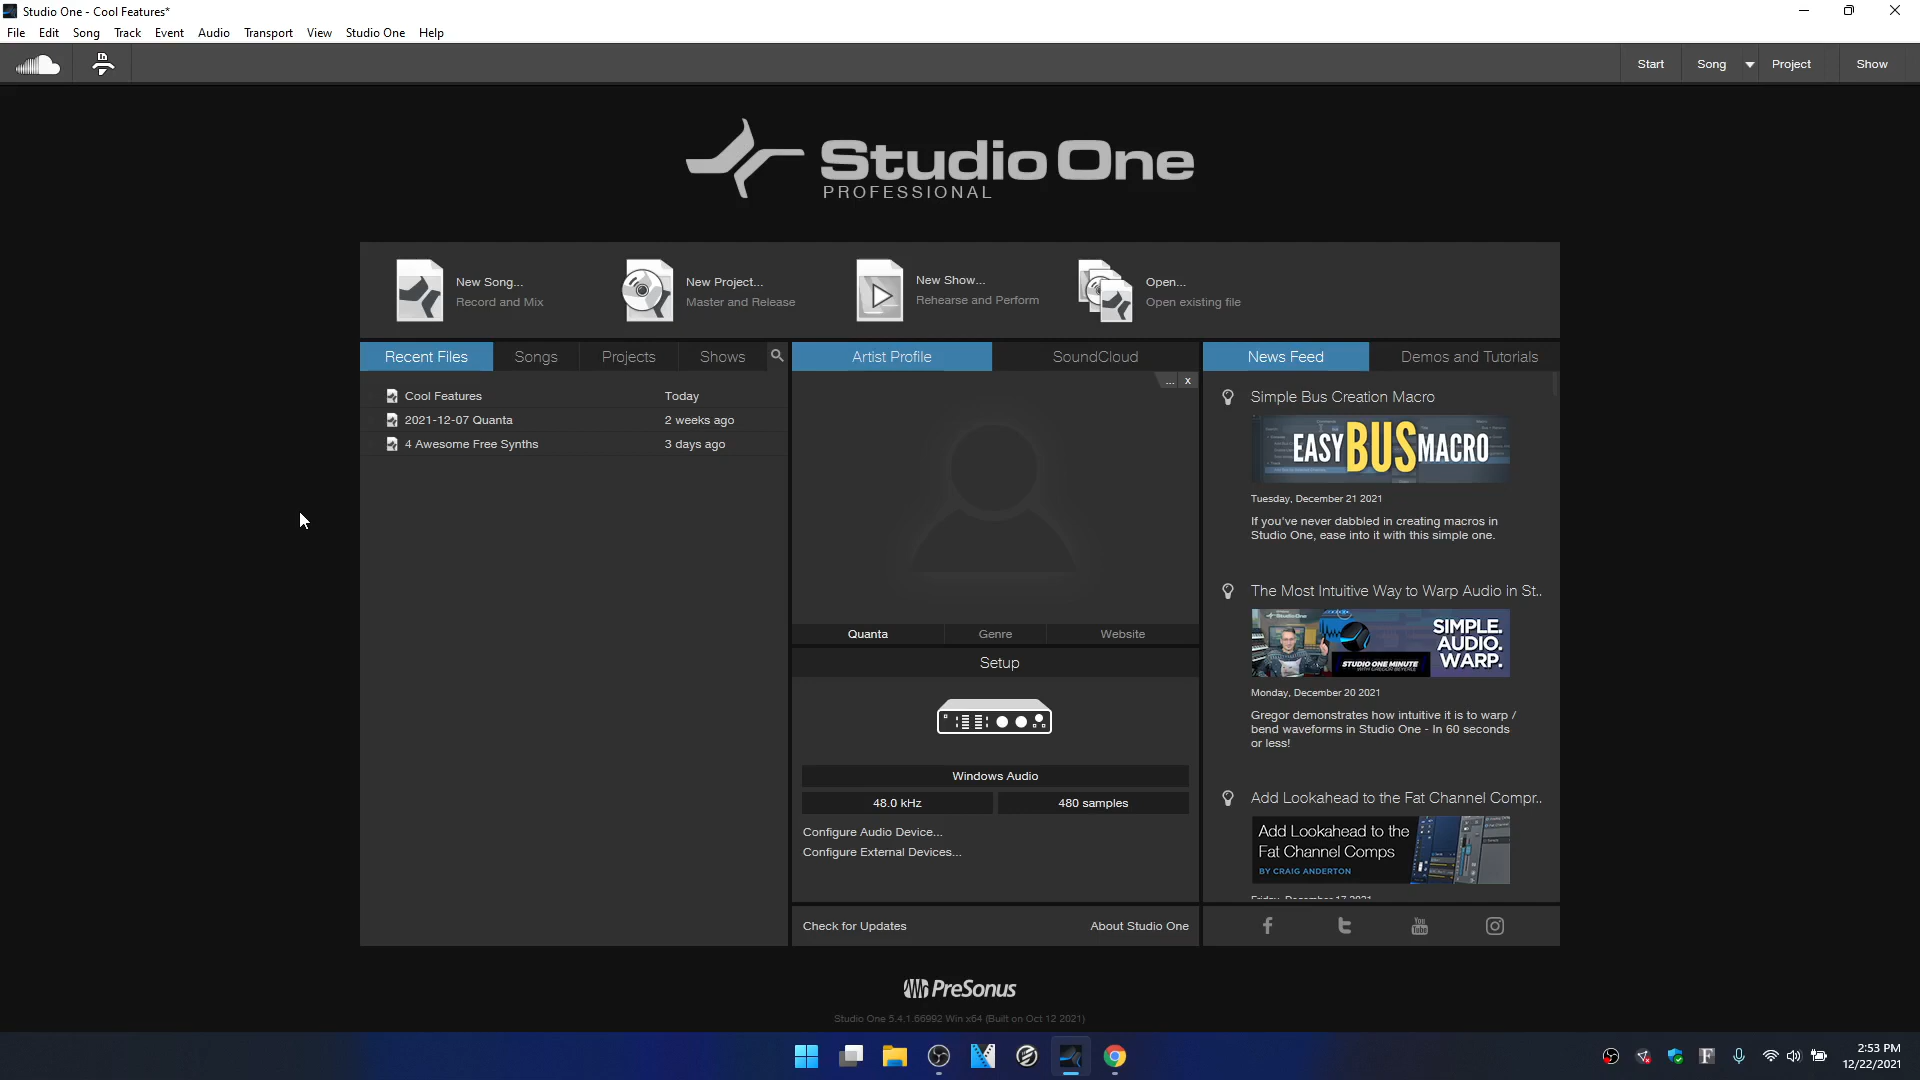 Studio One - Cool Features*
File Edit Song Track Event Audio Transport View Studio One Help
Start Song Project Show
Studio One
PROFESSIONAL
New Song...
Record and Mix
New Project...
Master and Release
New Show...
Rehearse and Perform
Open...
Open existing file
Recent Files Songs Projects Shows
Cool Features Today
2021-12-07 Quanta 2 weeks ago
4 Awesome Free Synths 3 days ago
Artist Profile SoundCloud
... x
Quanta Genre Website
Setup
Windows Audio
48.0 kHz 480 samples
Configure Audio Device...
Configure External Devices...
Check for Updates About Studio One
News Feed Demos and Tutorials
Simple Bus Creation Macro
EASY BUS MACRO
Tuesday, December 21 2021
If you've never dabbled in creating macros in
Studio One, ease into it with this simple one.
The Most Intuitive Way to Warp Audio in St..
SIMPLE.
AUDIO.
WARP.
STUDIO ONE MINUTE
Monday, December 20 2021
Gregor demonstrates how intuitive it is to warp /
bend waveforms in Studio One - In 60 seconds
or less!
Add Lookahead to the Fat Channel Compr..
Add Lookahead to the
Fat Channel Comps
BY CRAIG ANDERTON
Friday, December 17 2021
You Tube
PreSonus
Studio One 5.4.1.66992 Win x64 (Built on Oct 12 2021)
2:53 PM
12/22/2021